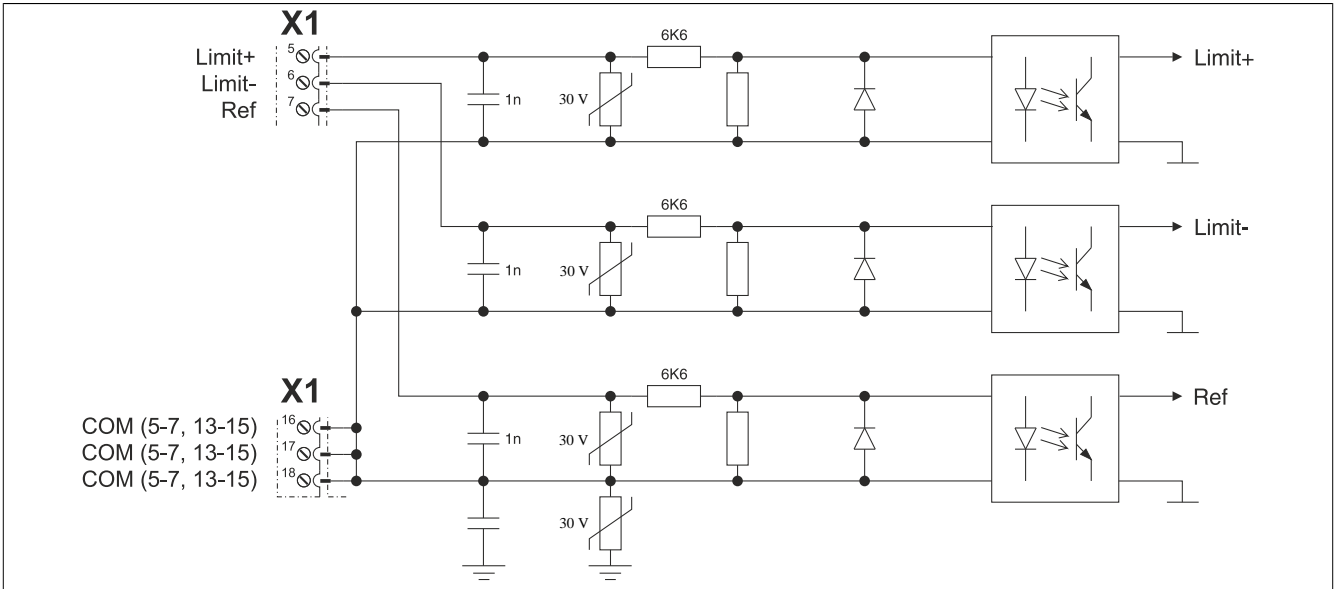 X1
Limit+ 5
Limit- 6
Ref 7
6K6
1n
30 V
Limit+
6K6
1n
30 V
Limit-
X1
COM (5-7, 13-15) 16
COM (5-7, 13-15) 17
COM (5-7, 13-15) 18
6K6
1n
30 V
Ref
30 V